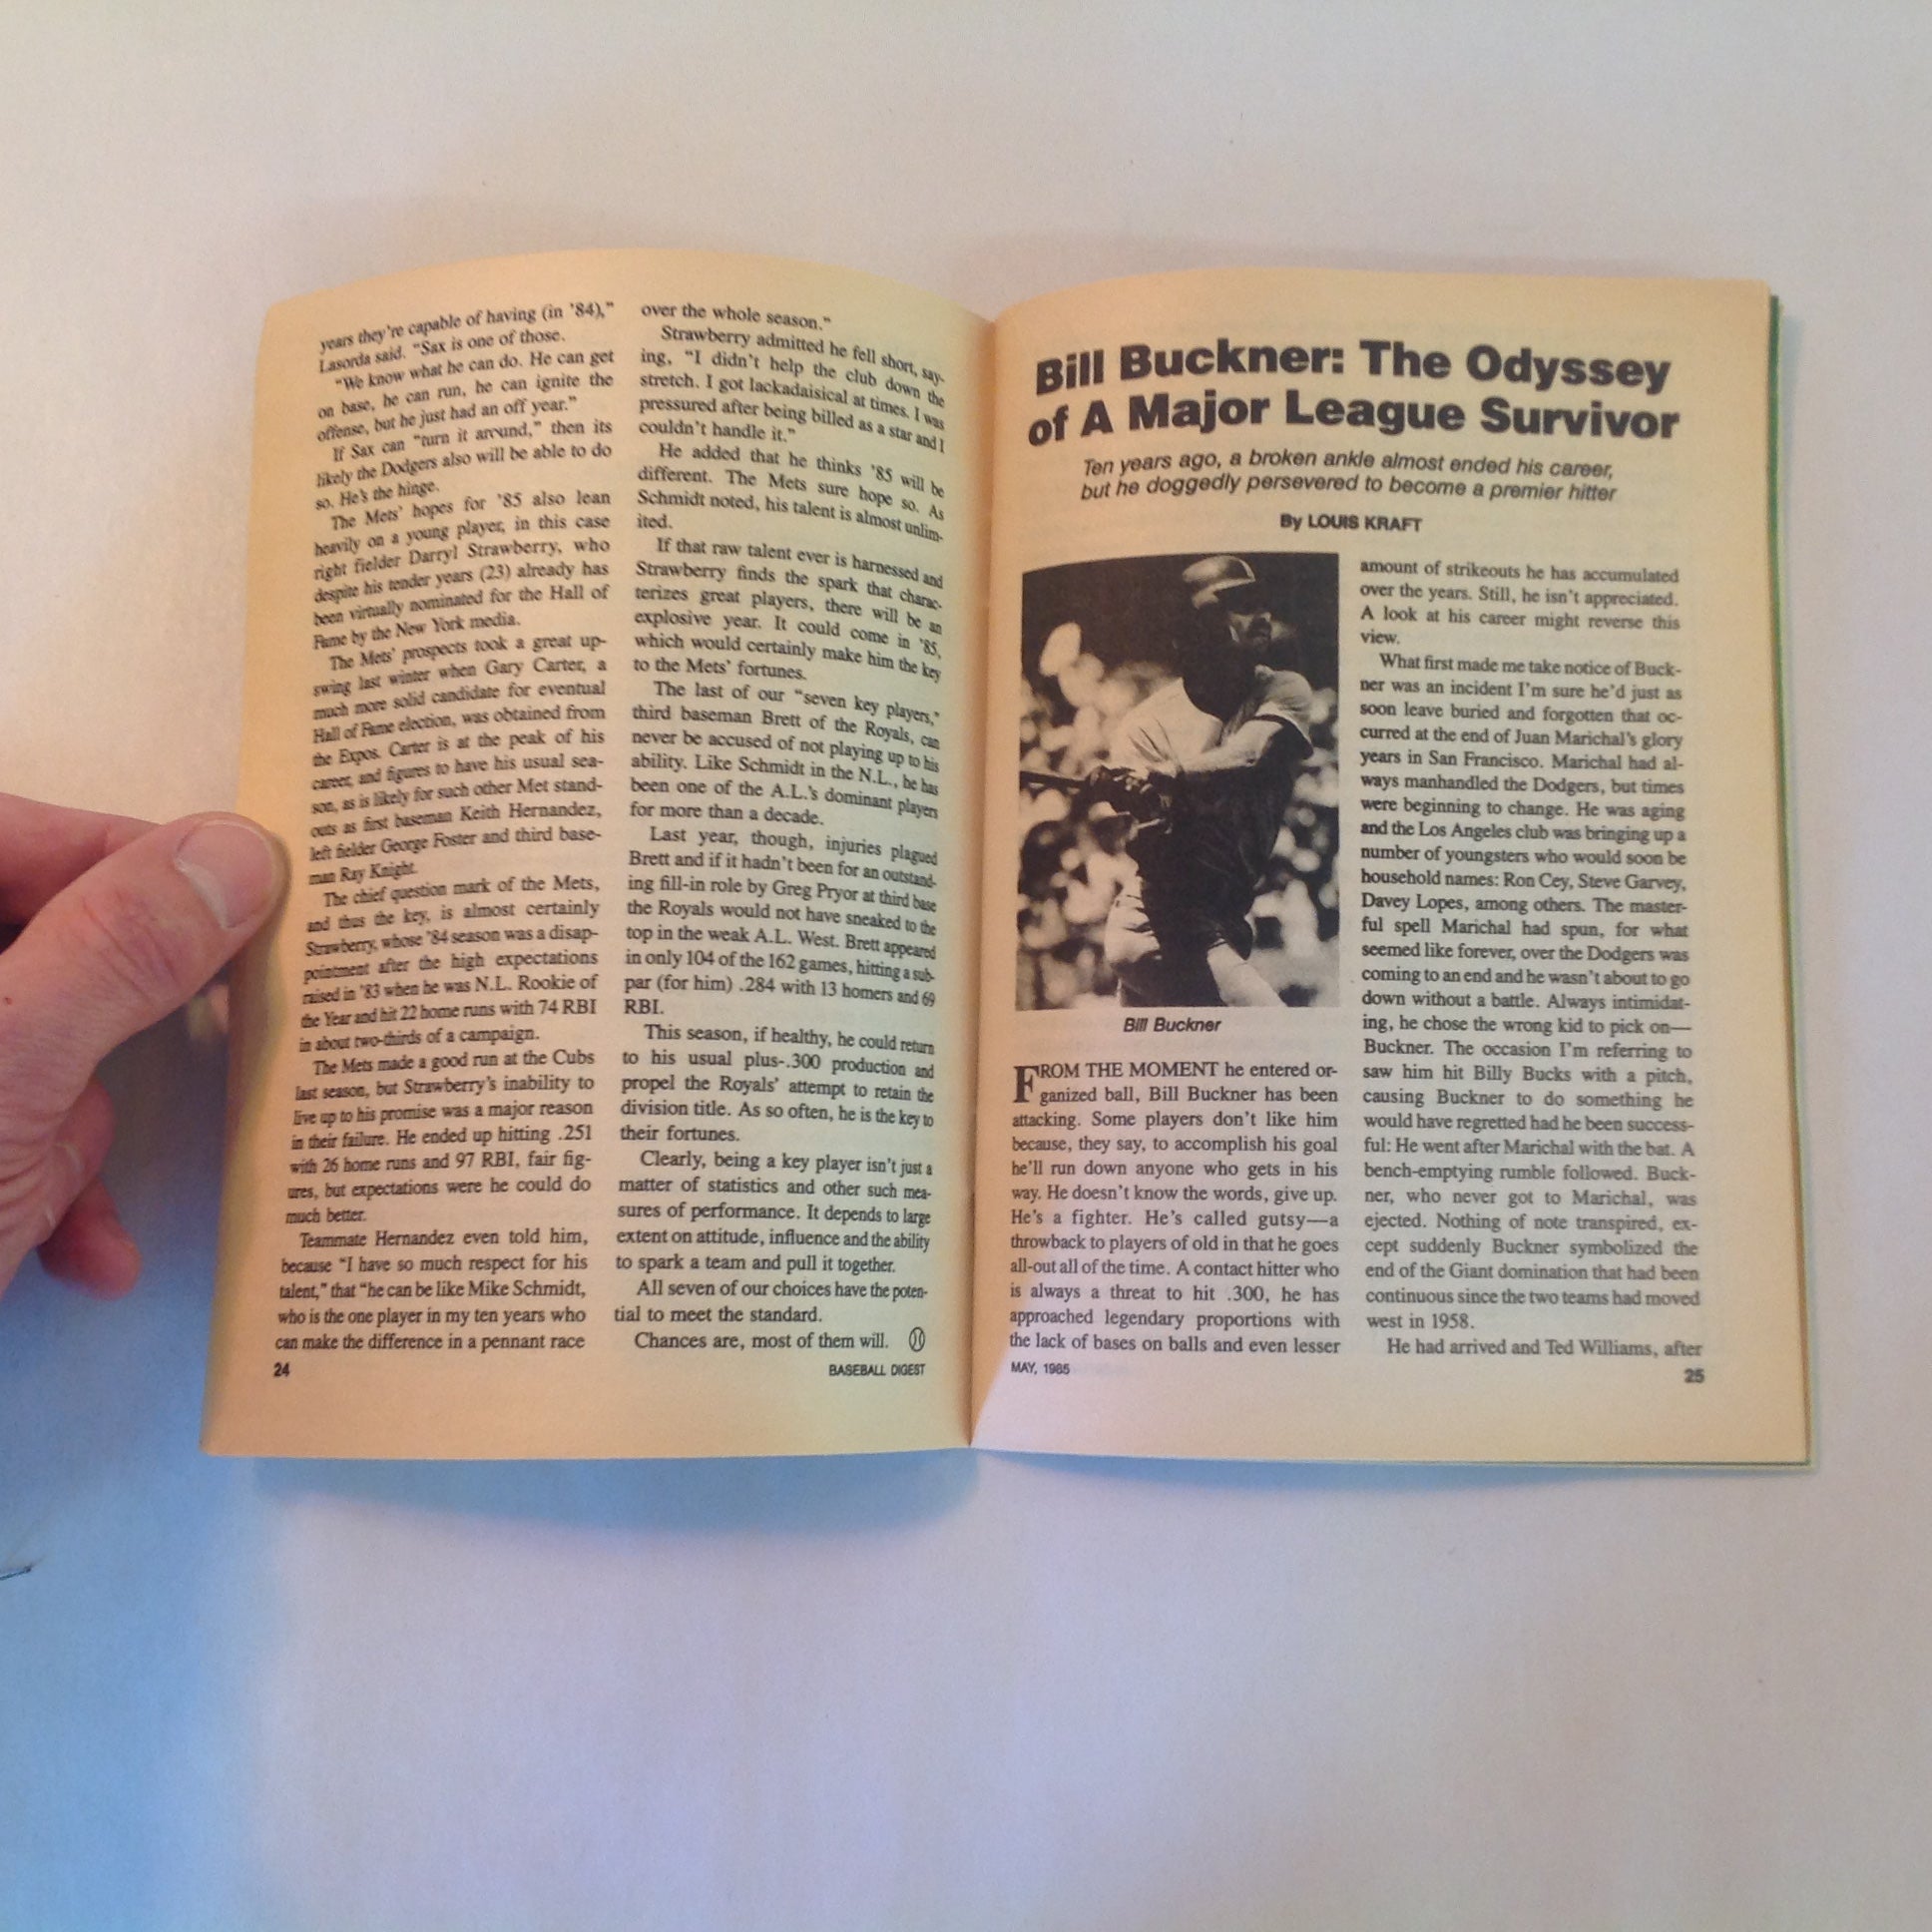 years they're capable of having (in '84),"
Lasorda said. "Sax is one of those.
"We know what he can do. He can get
on base, he can run, he can ignite the
offense, but he just had an off year."
If Sax can "turn it around," then its
likely the Dodgers also will be able to do
so. He's the hinge.
The Mets' hopes for '85 also lean
heavily on a young player, in this case
right fielder Darryl Strawberry, who
despite his tender years (23) already has
been virtually nominated for the Hall of
Fame by the New York media.
The Mets' prospects took a great up-
swing last winter when Gary Carter, a
much more solid candidate for eventual
Hall of Fame election, was obtained from
the Expos. Carter is at the peak of his
career, and figures to have his usual sea-
son, as is likely for such other Met stand-
outs as first baseman Keith Hernandez,
left fielder George Foster and third base-
man Ray Knight.
The chief question mark of the Mets,
and thus the key, is almost certainly
Strawberry, whose '84 season was a disap-
pointment after the high expectations
raised in '83 when he was N.L. Rookie of
the Year and hit 22 home runs with 74 RBI
in about two-thirds of a campaign.
The Mets made a good run at the Cubs
last season, but Strawberry's inability to
live up to his promise was a major reason
in their failure. He ended up hitting .251
with 26 home runs and 97 RBI, fair fig-
ures, but expectations were he could do
much better.
Teammate Hernandez even told him,
because "I have so much respect for his
talent," that "he can be like Mike Schmidt,
who is the one player in my ten years who
can make the difference in a pennant race
over the whole season."
Strawberry admitted he fell short, say-
ing, "I didn't help the club down the
stretch. I got lackadaisical at times. I was
pressured after being billed as a star and I
couldn't handle it."
He added that he thinks '85 will be
different. The Mets sure hope so. As
Schmidt noted, his talent is almost unlim-
ited.
If that raw talent ever is harnessed and
Strawberry finds the spark that charac-
terizes great players, there will be an
explosive year. It could come in '85,
which would certainly make him the key
to the Mets' fortunes.
The last of our "seven key players,"
third baseman Brett of the Royals, can
never be accused of not playing up to his
ability. Like Schmidt in the N.L., he has
been one of the A.L.'s dominant players
for more than a decade.
Last year, though, injuries plagued
Brett and if it hadn't been for an outstand-
ing fill-in role by Greg Pryor at third base
the Royals would not have sneaked to the
top in the weak A.L. West. Brett appeared
in only 104 of the 162 games, hitting a sub-
par (for him) .284 with 13 homers and 69
RBI.
This season, if healthy, he could return
to his usual plus-.300 production and
propel the Royals' attempt to retain the
division title. As so often, he is the key to
their fortunes.
Clearly, being a key player isn't just a
matter of statistics and other such mea-
sures of performance. It depends to large
extent on attitude, influence and the ability
to spark a team and pull it together.
All seven of our choices have the poten-
tial to meet the standard.
Chances are, most of them will.
24
BASEBALL DIGEST
Bill Buckner: The Odyssey
of A Major League Survivor
Ten years ago, a broken ankle almost ended his career,
but he doggedly persevered to become a premier hitter
By LOUIS KRAFT
Bill Buckner
FROM THE MOMENT he entered or-
ganized ball, Bill Buckner has been
attacking. Some players don't like him
because, they say, to accomplish his goal
he'll run down anyone who gets in his
way. He doesn't know the words, give up.
He's a fighter. He's called gutsy—a
throwback to players of old in that he goes
all-out all of the time. A contact hitter who
is always a threat to hit .300, he has
approached legendary proportions with
the lack of bases on balls and even lesser
amount of strikeouts he has accumulated
over the years. Still, he isn't appreciated.
A look at his career might reverse this
view.
What first made me take notice of Buck-
ner was an incident I'm sure he'd just as
soon leave buried and forgotten that oc-
curred at the end of Juan Marichal's glory
years in San Francisco. Marichal had al-
ways manhandled the Dodgers, but times
were beginning to change. He was aging
and the Los Angeles club was bringing up a
number of youngsters who would soon be
household names: Ron Cey, Steve Garvey,
Davey Lopes, among others. The master-
ful spell Marichal had spun, for what
seemed like forever, over the Dodgers was
coming to an end and he wasn't about to go
down without a battle. Always intimidat-
ing, he chose the wrong kid to pick on—
Buckner. The occasion I'm referring to
saw him hit Billy Bucks with a pitch,
causing Buckner to do something he
would have regretted had he been success-
ful: He went after Marichal with the bat. A
bench-emptying rumble followed. Buck-
ner, who never got to Marichal, was
ejected. Nothing of note transpired, ex-
cept suddenly Buckner symbolized the
end of the Giant domination that had been
continuous since the two teams had moved
west in 1958.
He had arrived and Ted Williams, after
MAY, 1985
25